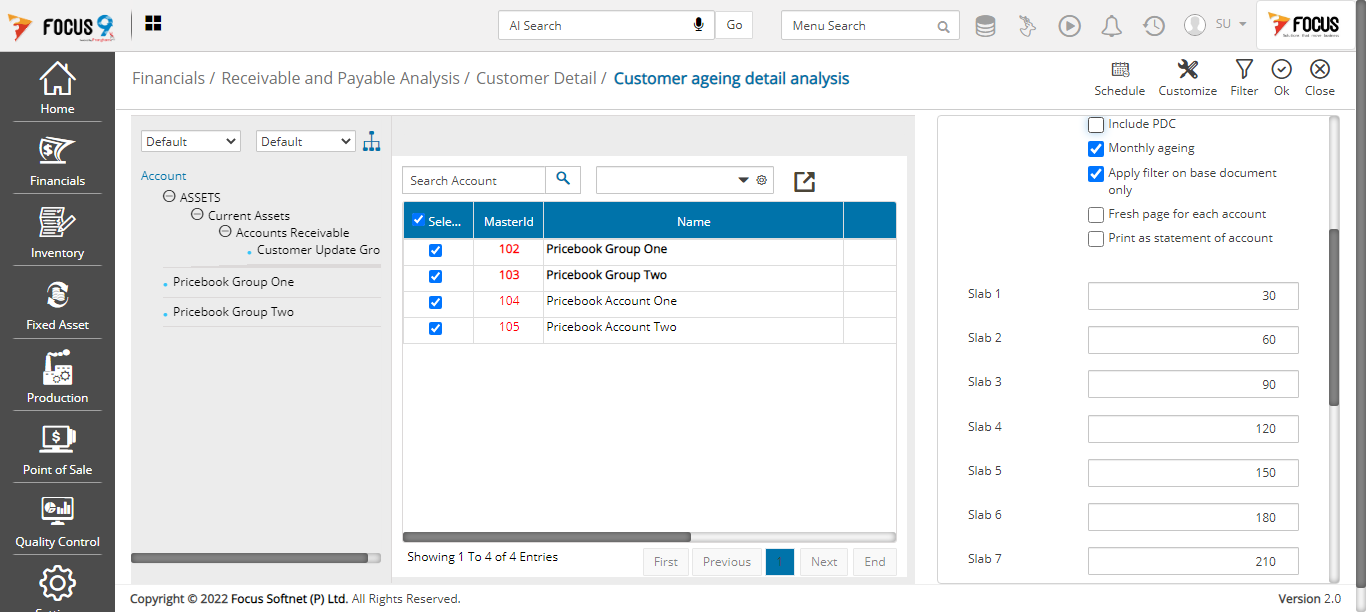 FOCUS 9
AI Search
Go
Menu Search
SU
FOCUS
Home
Financials
Inventory
Fixed Asset
Production
Point of Sale
Quality Control
Financials / Receivable and Payable Analysis / Customer Detail / Customer ageing detail analysis
Schedule
Customize
Filter
Ok
Close
Default
Default
Account
ASSETS
Current Assets
Accounts Receivable
Customer Update Gro
Pricebook Group One
Pricebook Group Two
Search Account
Sele... MasterId Name
102 Pricebook Group One
103 Pricebook Group Two
104 Pricebook Account One
105 Pricebook Account Two
Showing 1 To 4 of 4 Entries
First Previous 1 Next End
Include PDC
Monthly ageing
Apply filter on base document
only
Fresh page for each account
Print as statement of account
Slab 1 30
Slab 2 60
Slab 3 90
Slab 4 120
Slab 5 150
Slab 6 180
Slab 7 210
Copyright © 2022 Focus Softnet (P) Ltd. All Rights Reserved.
Version 2.0